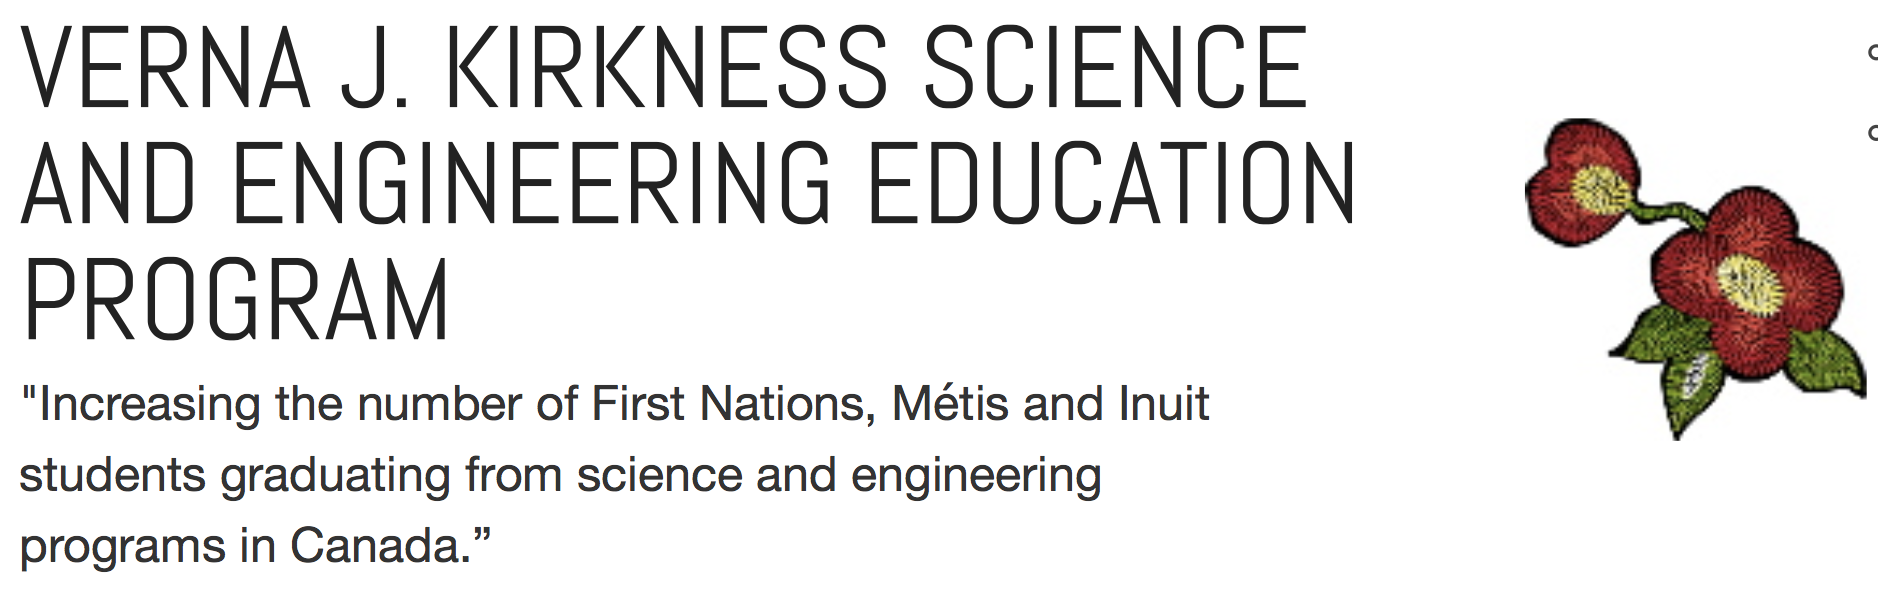 VERNA J. KIRKNESS SCIENCE
AND ENGINEERING EDUCATION
PROGRAM
"Increasing the number of First Nations, Métis and Inuit
students graduating from science and engineering
programs in Canada.”